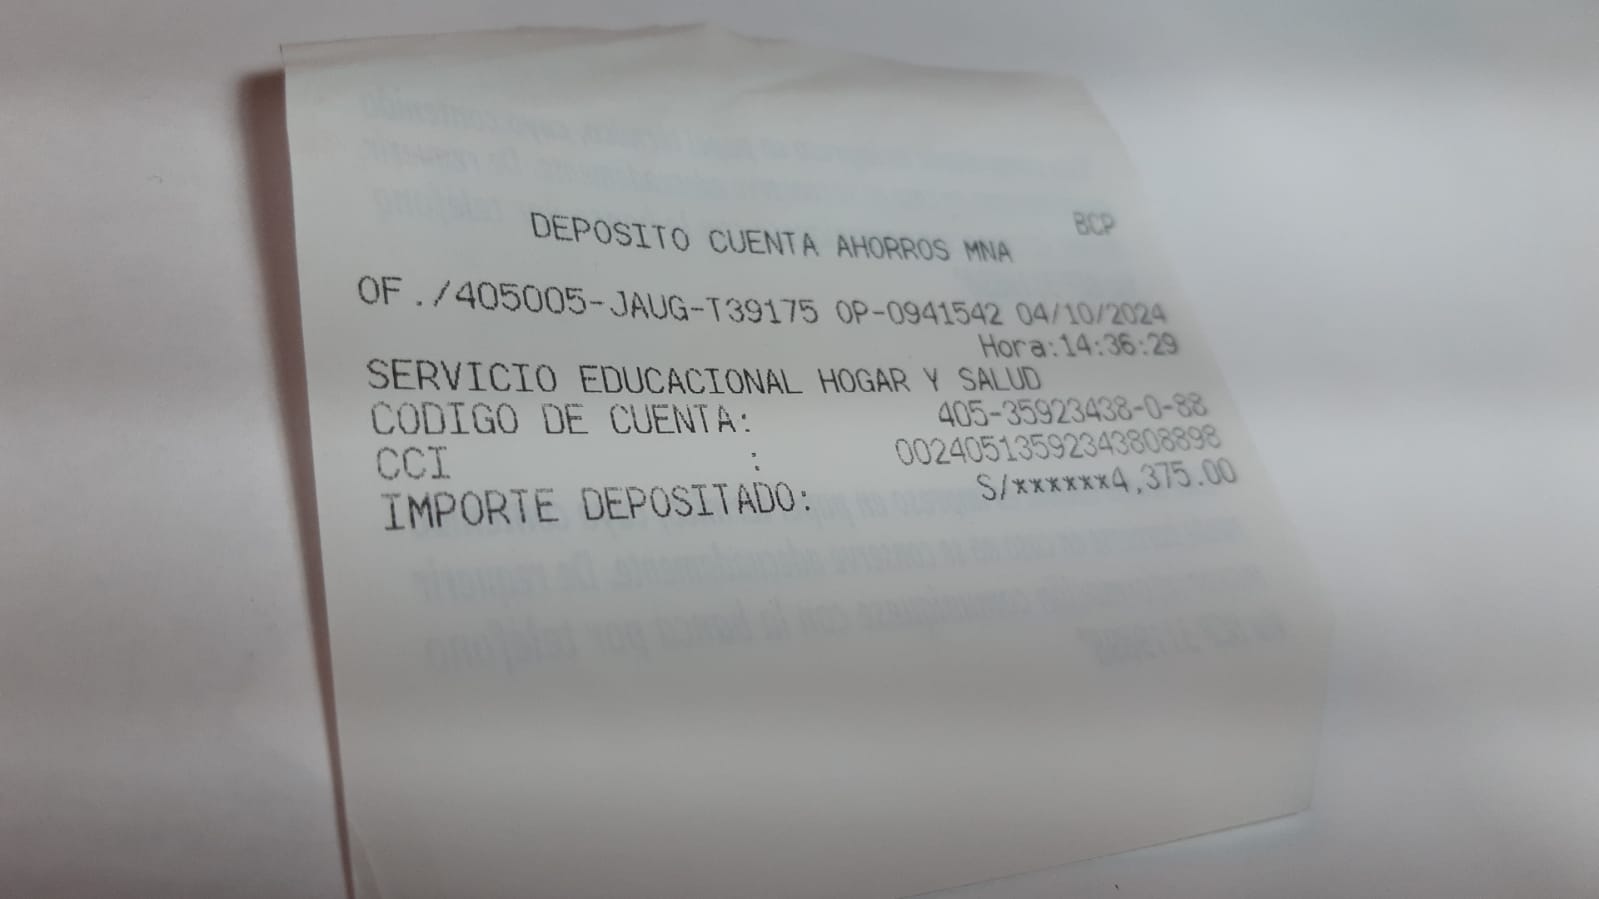 BCP
DEPOSITO CUENTA AHORROS MNA
OF./405005-JAUG-T39175 OP-0941542 04/10/2024
Hora:14:36:29
SERVICIO EDUCACIONAL HOGAR Y SALUD
CODIGO DE CUENTA: 405-35923438-0-88
CCI : 00240513592343808898
IMPORTE DEPOSITADO: S/xxxxxx4,375.00